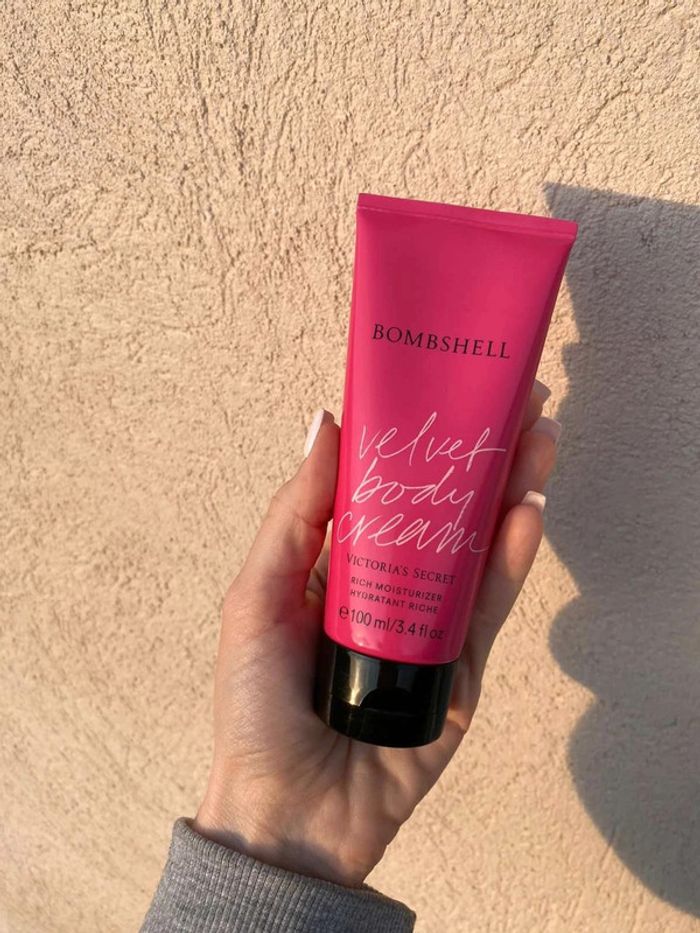 BOMBSHELL
velvet
body
cream
VICTORIA'S SECRET
RICH MOISTURIZER
HYDRATANT RICHE
℮100 ml/3.4 fl oz